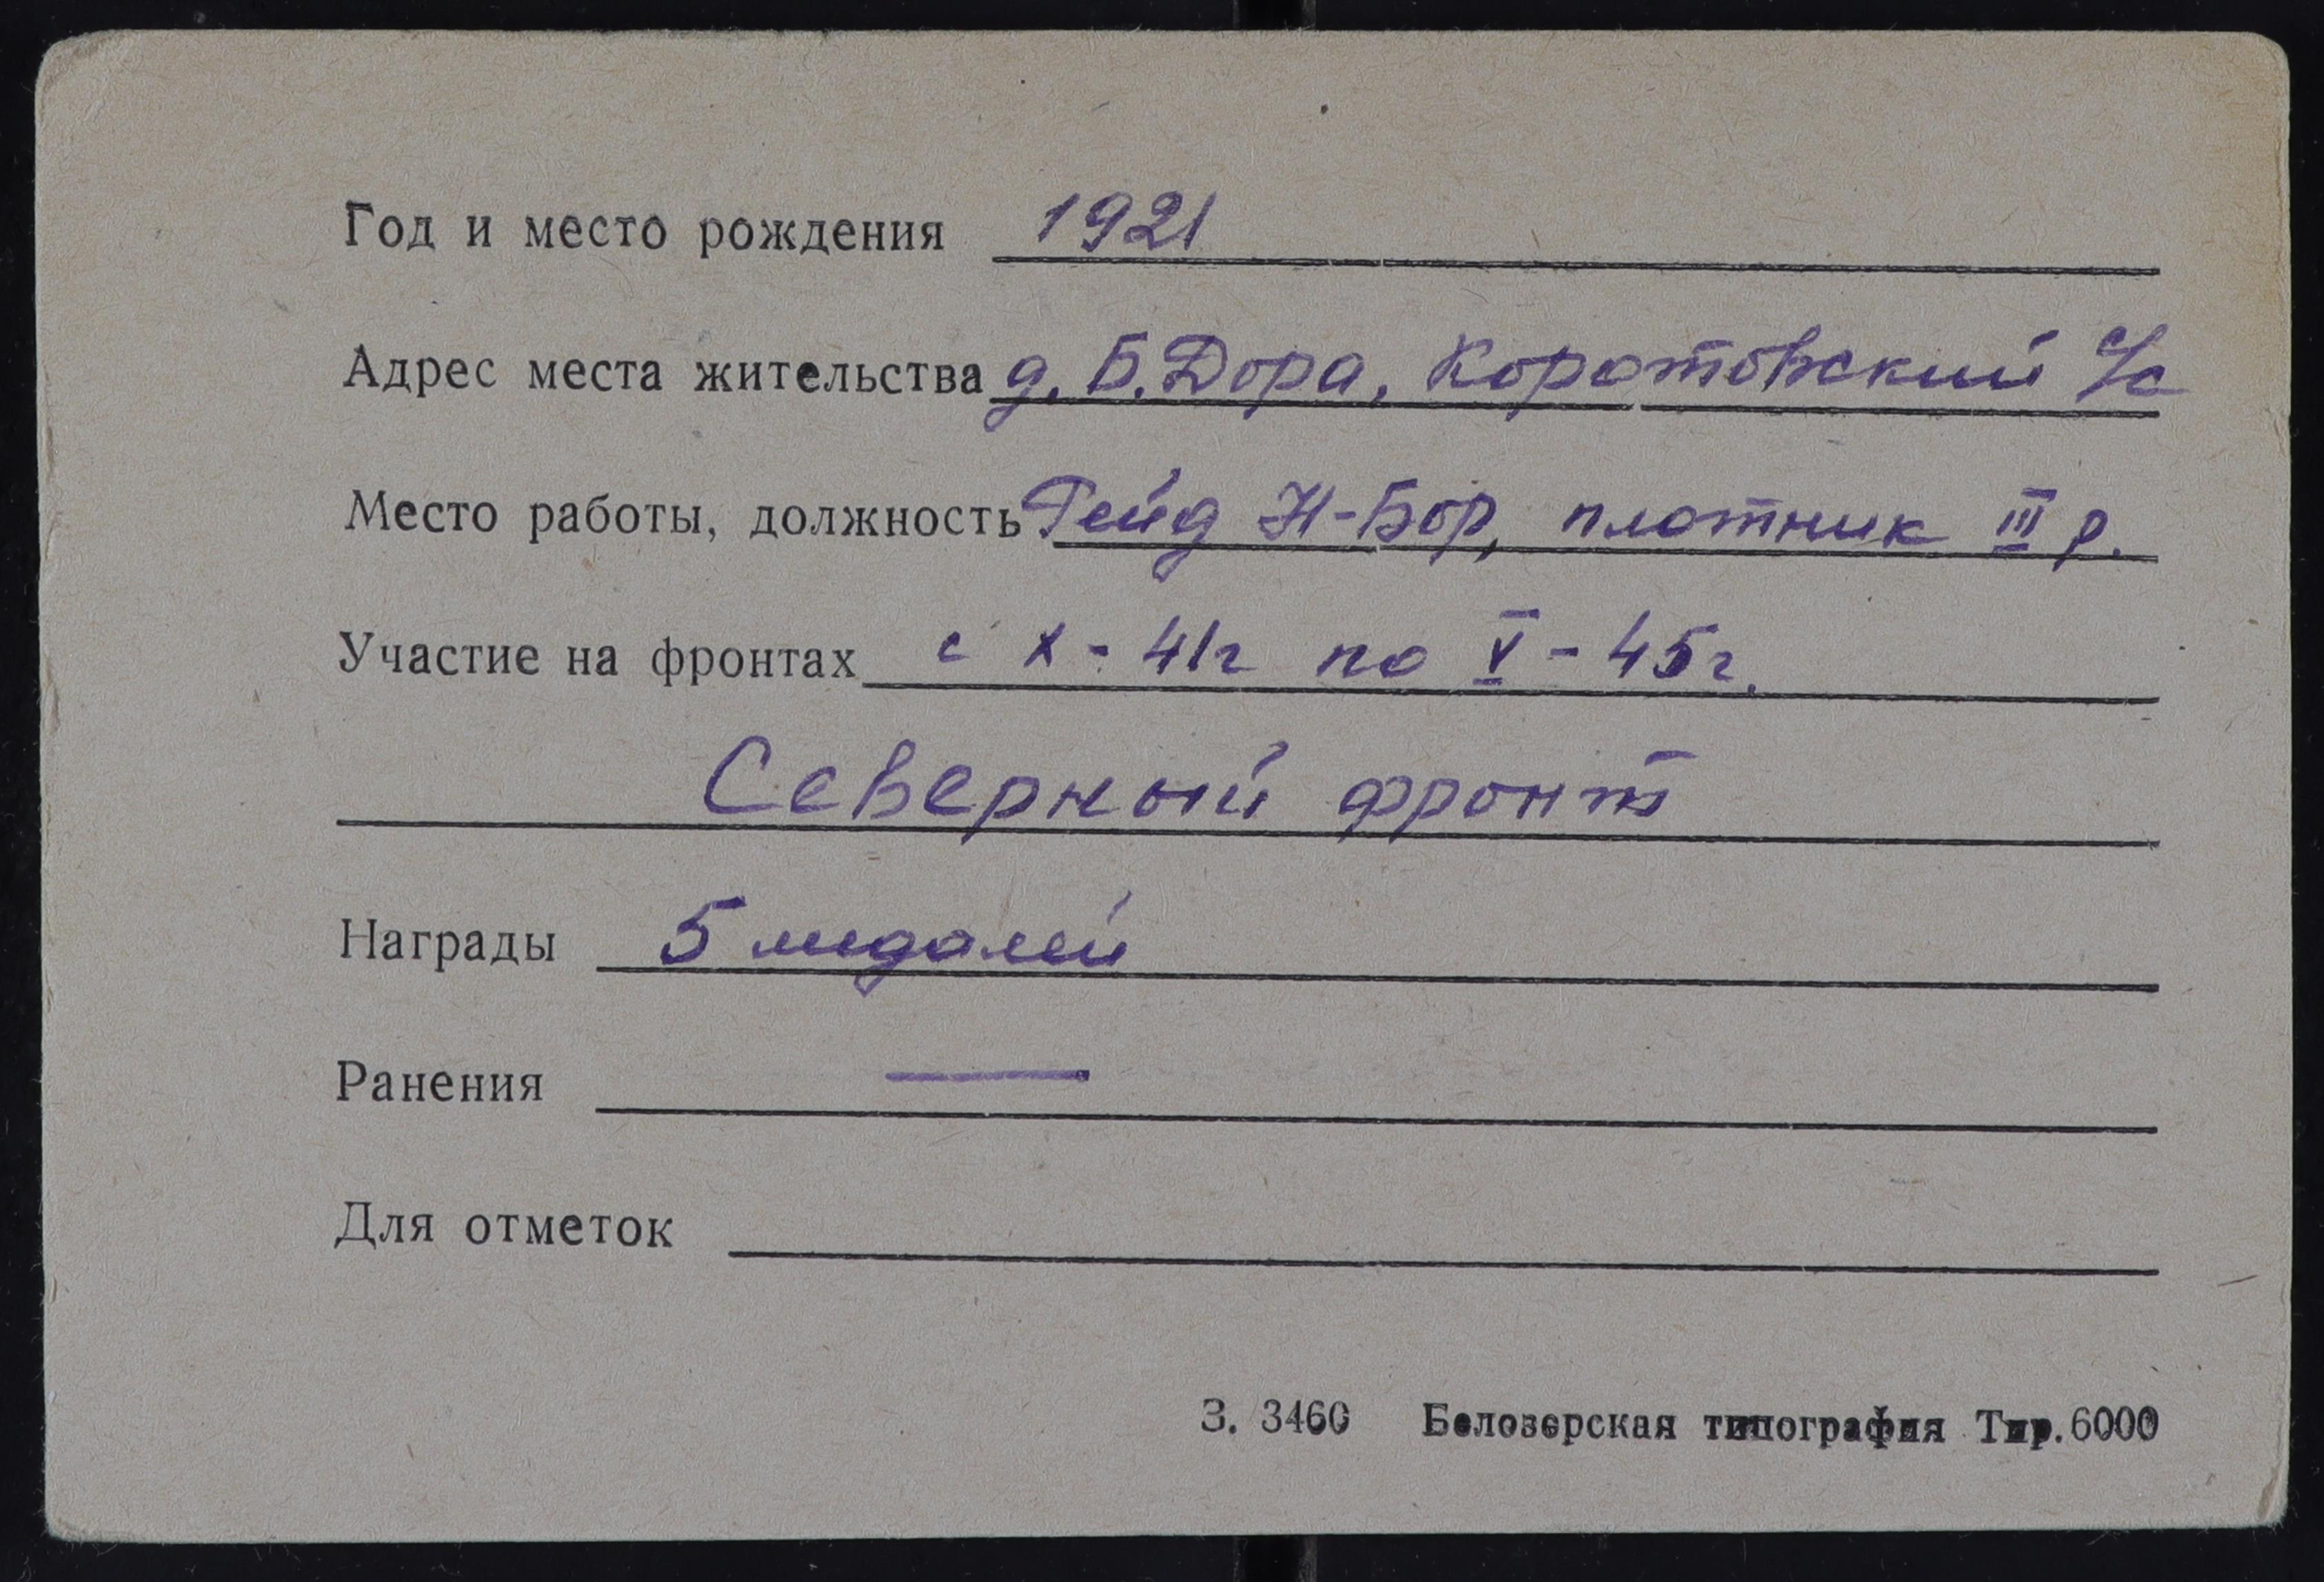 Год и место рождения 1921
Адрес места жительства д. Б. Дора, Коротовский с/с
Место работы, должность Рейд Н-Бор, плотник III р.
Участие на фронтах с X-41г по V-45г.
Северный фронт
Награды 5 медалей
Ранения —
Для отметок
З. 3460 Белозерская типография Тир. 6000